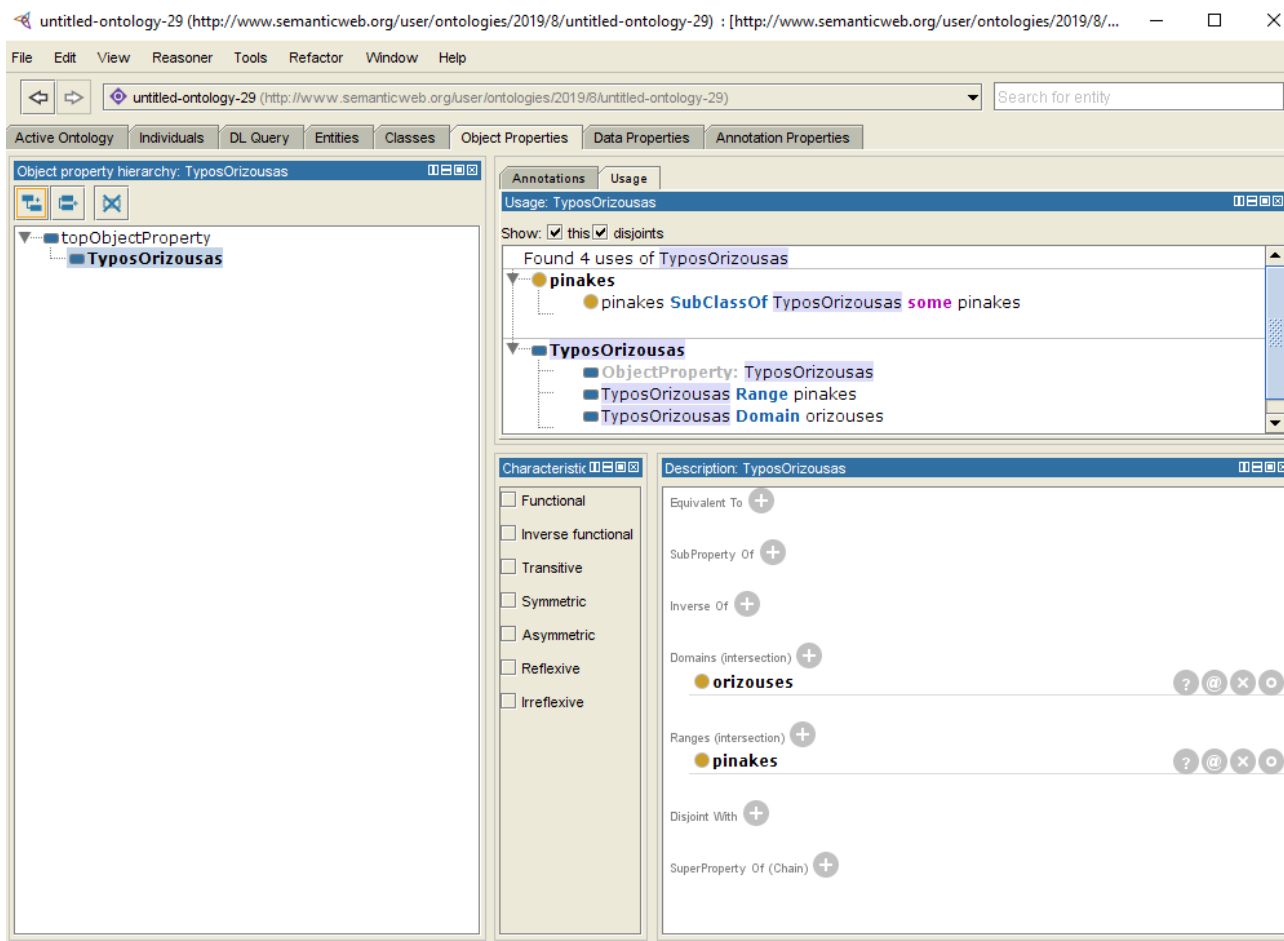 untitled-ontology-29 (http://www.semanticweb.org/user/ontologies/2019/8/untitled-ontology-29) : [http://www.semanticweb.org/user/ontologies/2019/8/...
File Edit View Reasoner Tools Refactor Window Help
untitled-ontology-29 (http://www.semanticweb.org/user/ontologies/2019/8/untitled-ontology-29)
Search for entity
Active Ontology Individuals DL Query Entities Classes Object Properties Data Properties Annotation Properties
Object property hierarchy: TyposOrizousas
topObjectProperty
TyposOrizousas
Annotations Usage
Usage: TyposOrizousas
Show: this disjoints
Found 4 uses of TyposOrizousas
pinakes
pinakes SubClassOf TyposOrizousas some pinakes
TyposOrizousas
ObjectProperty: TyposOrizousas
TyposOrizousas Range pinakes
TyposOrizousas Domain orizouses
Characteristic
Functional
Inverse functional
Transitive
Symmetric
Asymmetric
Reflexive
Irreflexive
Description: TyposOrizousas
Equivalent To
SubProperty Of
Inverse Of
Domains (intersection)
orizouses
Ranges (intersection)
pinakes
Disjoint With
SuperProperty Of (Chain)